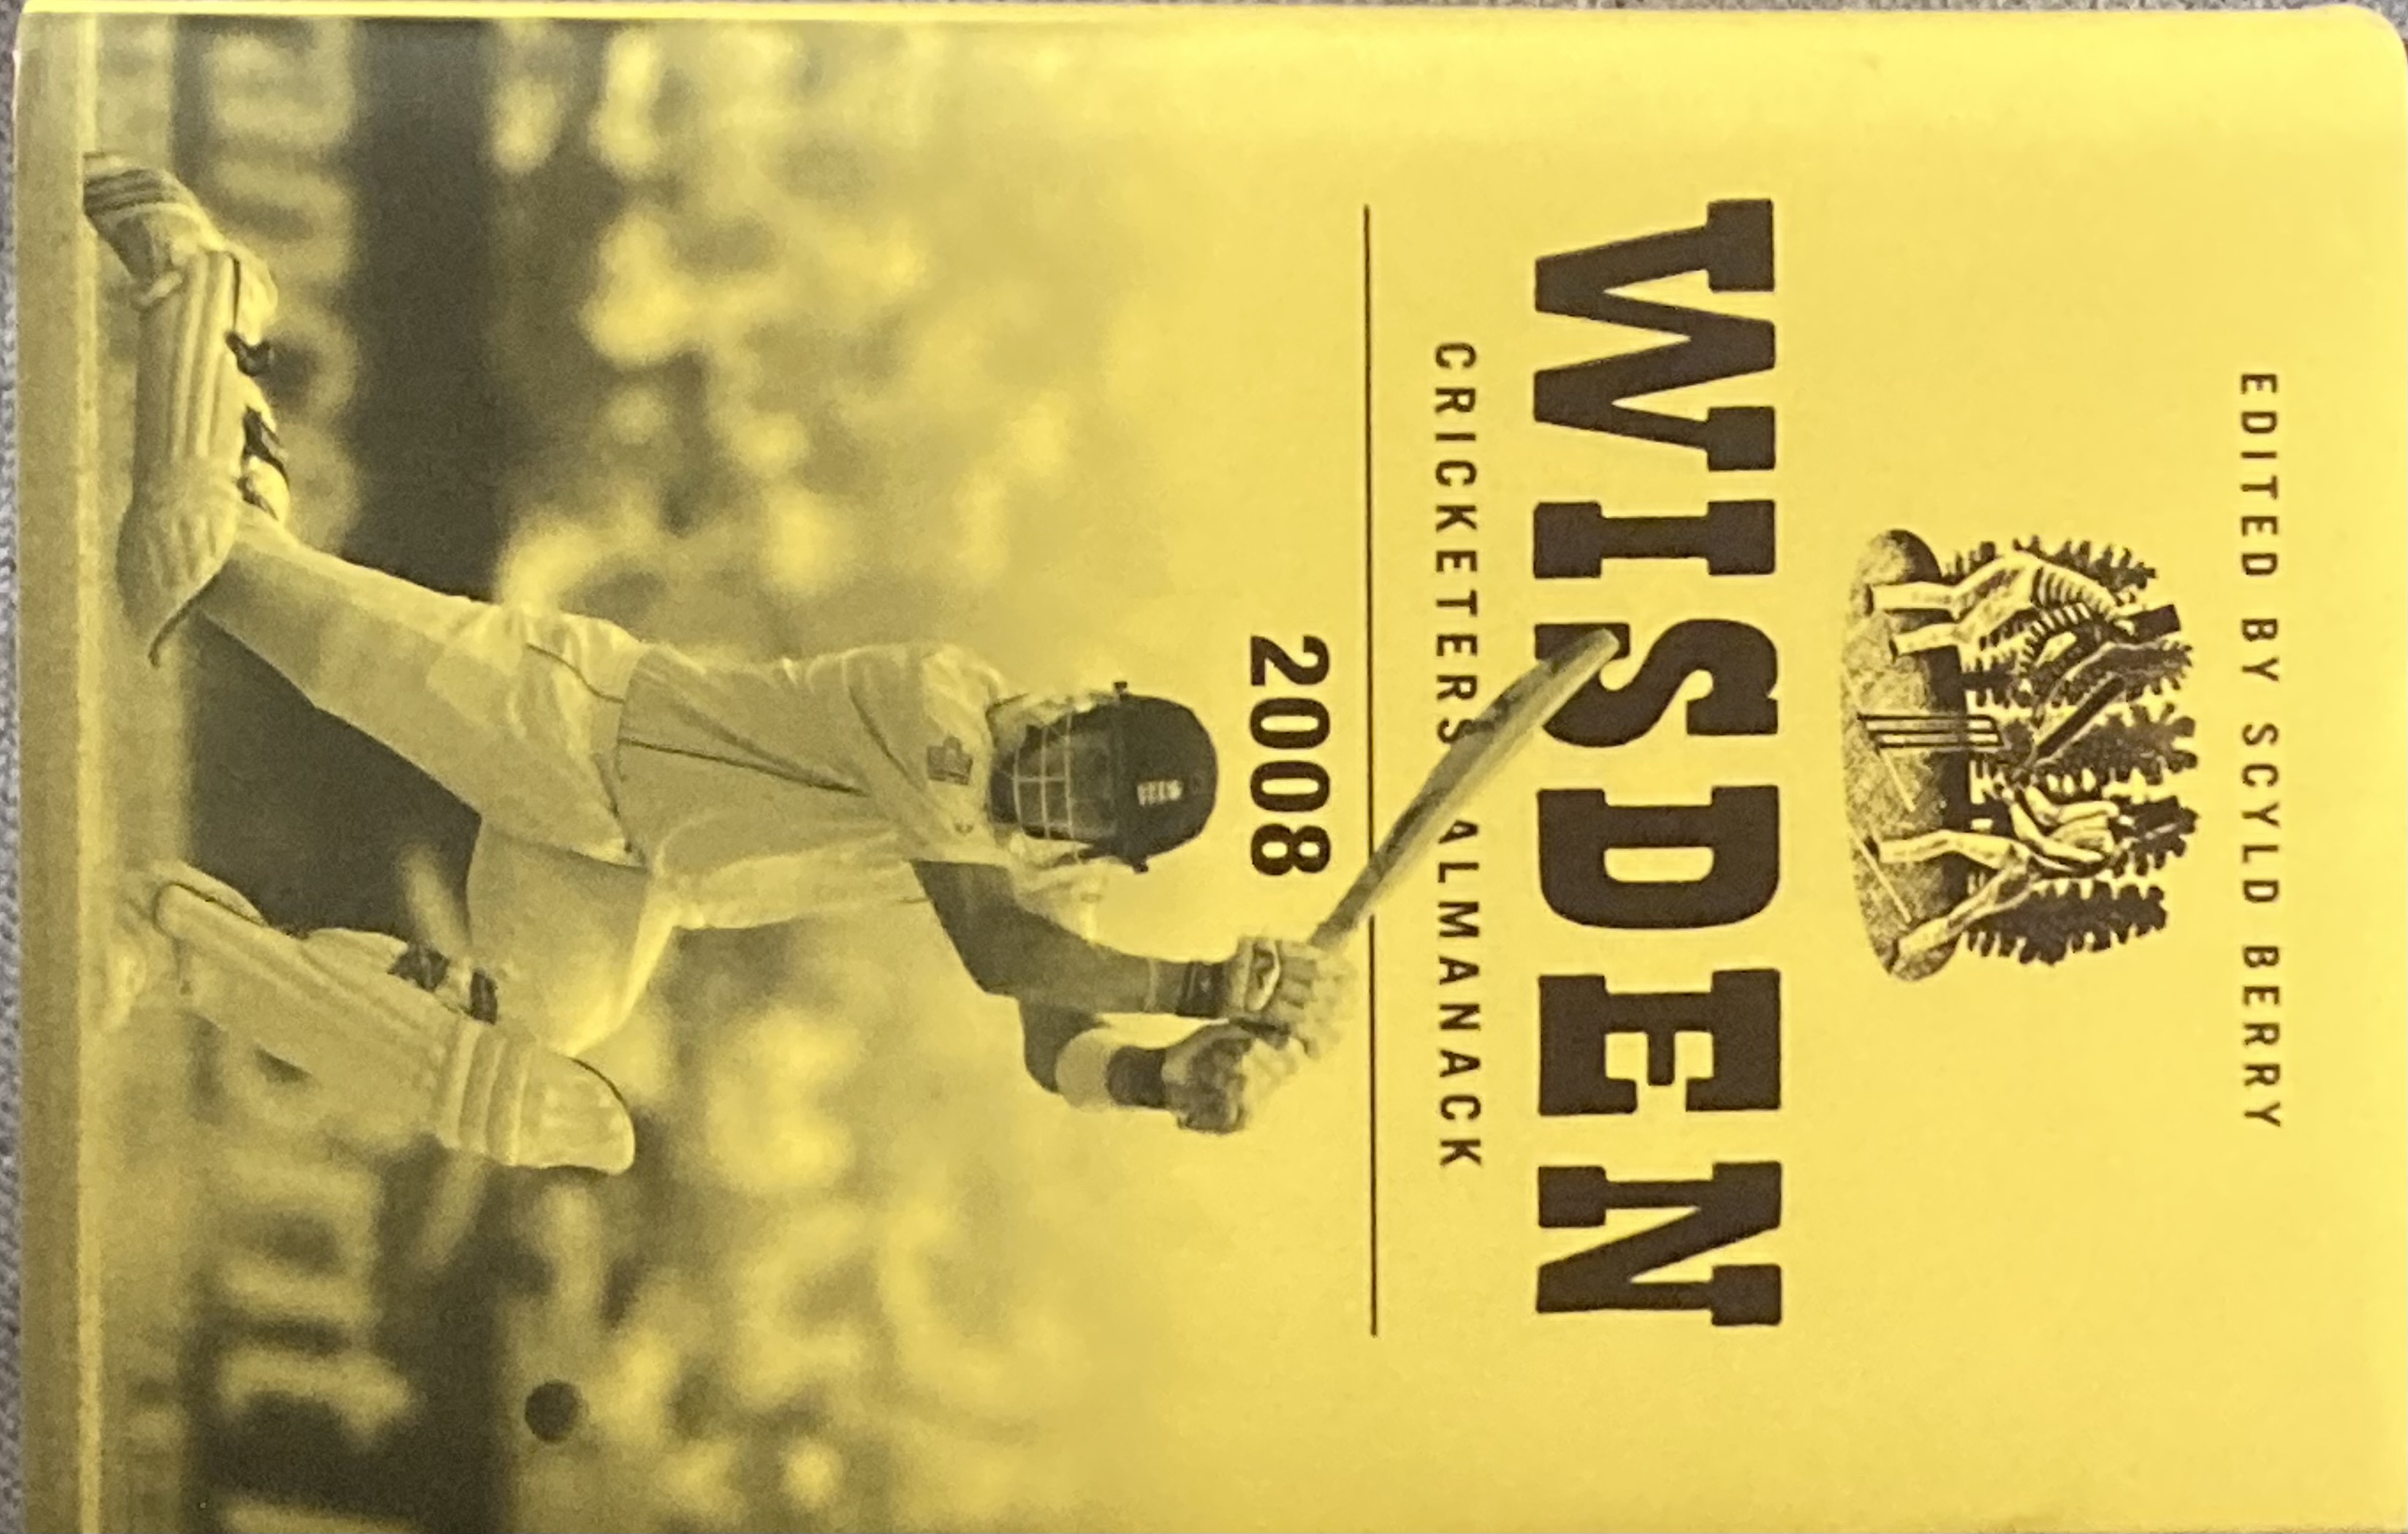 EDITED BY SCYLD BERRY
WISDEN
CRICKETERS ALMANACK
2008